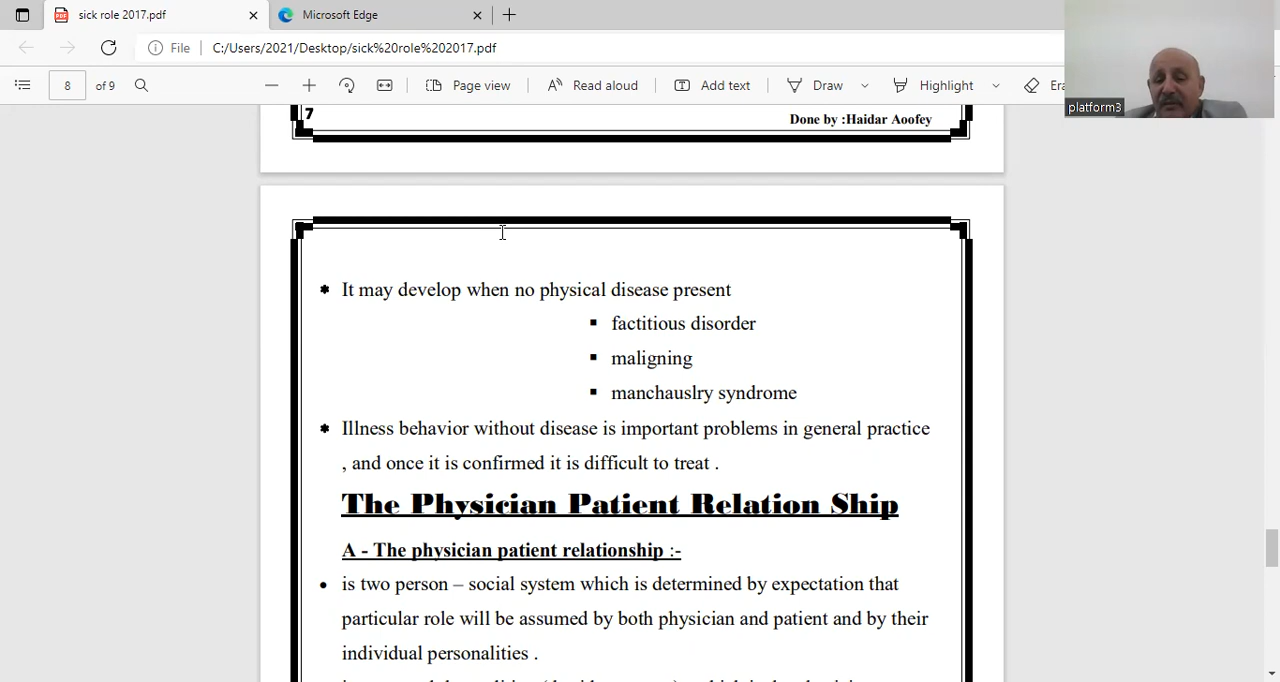 sick role 2017.pdf
Microsoft Edge
File C:/Users/2021/Desktop/sick%20role%202017.pdf
8 of 9 Page view Read aloud Add text Draw Highlight Era
platform3
7 Done by :Haidar Aoofey
It may develop when no physical disease present
factitious disorder
maligning
manchauslry syndrome
Illness behavior without disease is important problems in general practice
, and once it is confirmed it is difficult to treat .
The Physician Patient Relation Ship
A - The physician patient relationship :-
is two person – social system which is determined by expectation that
particular role will be assumed by both physician and patient and by their
individual personalities .